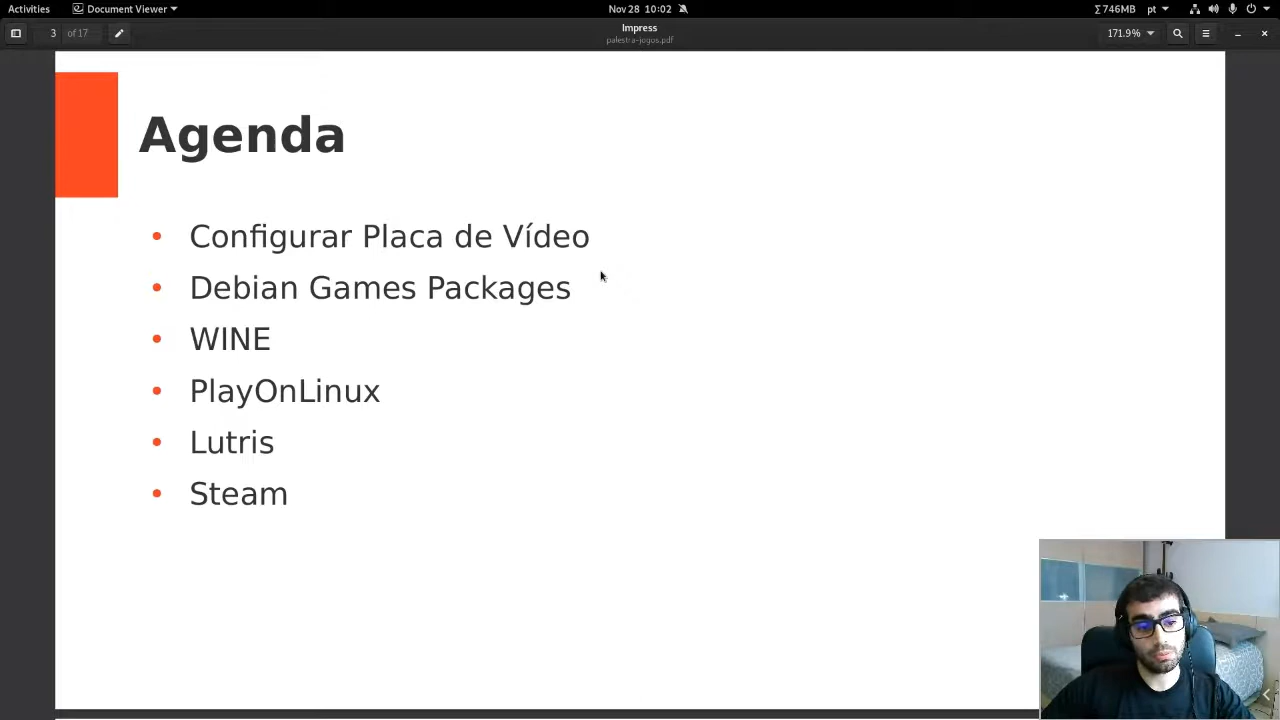 Activities Document Viewer Nov 28 10:02 ∑746MB pt
3 of 17 Impress 171.9%
palestra-jogos.pdf
Agenda
• Configurar Placa de Vídeo
• Debian Games Packages
• WINE
• PlayOnLinux
• Lutris
• Steam